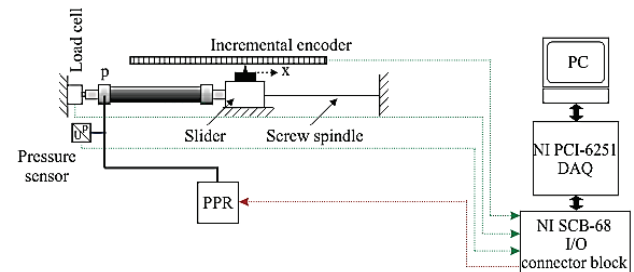 Load cell
p
Incremental encoder
x
Slider
Screw spindle
U
p
Pressure
sensor
PPR
PC
NI PCI-6251
DAQ
NI SCB-68
I/O
connector block